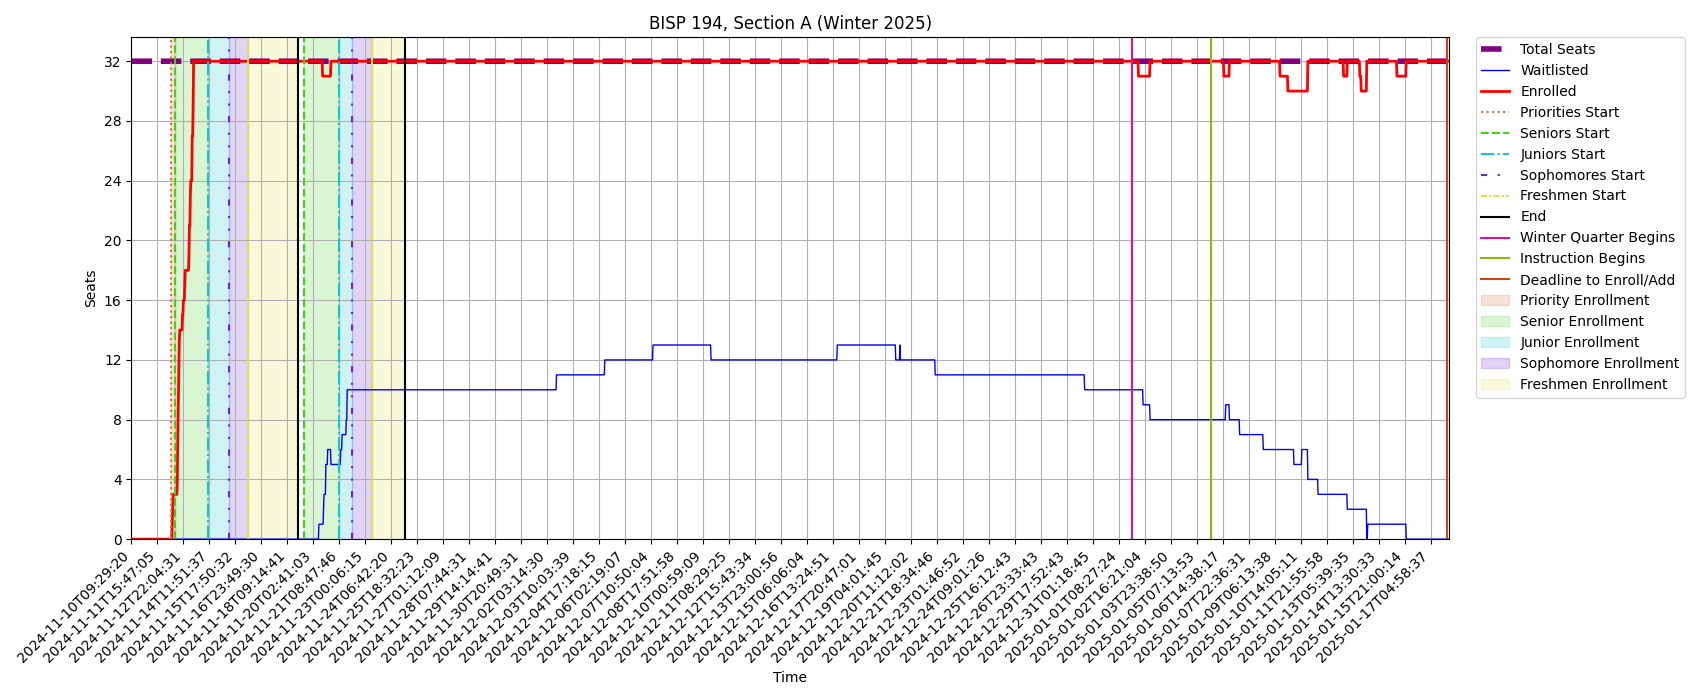 BISP 194, Section A (Winter 2025)
Seats
32
28
24
20
16
12
8
4
0
2024-11-10T09:29:20
2024-11-11T15:47:05
2024-11-12T22:04:31
2024-11-14T11:51:37
2024-11-15T17:50:32
2024-11-16T23:49:30
2024-11-18T09:14:41
2024-11-20T02:41:03
2024-11-21T08:47:46
2024-11-23T00:06:15
2024-11-24T06:42:20
2024-11-25T18:32:23
2024-11-27T01:12:09
2024-11-28T07:44:31
2024-11-29T14:14:41
2024-11-30T20:49:31
2024-12-02T03:14:30
2024-12-03T10:03:39
2024-12-04T17:18:15
2024-12-06T02:19:07
2024-12-07T10:50:04
2024-12-08T17:51:58
2024-12-10T00:59:09
2024-12-11T08:29:25
2024-12-12T15:43:34
2024-12-13T23:00:56
2024-12-15T06:06:04
2024-12-16T13:24:51
2024-12-17T20:47:01
2024-12-19T04:01:45
2024-12-20T11:12:02
2024-12-21T18:34:46
2024-12-23T01:46:52
2024-12-24T09:01:26
2024-12-25T16:12:43
2024-12-26T23:33:43
2024-12-29T17:52:43
2024-12-31T01:18:45
2025-01-01T08:27:24
2025-01-02T16:21:04
2025-01-03T23:38:50
2025-01-05T07:13:53
2025-01-06T14:38:17
2025-01-07T22:36:31
2025-01-09T06:13:38
2025-01-10T14:05:11
2025-01-11T21:55:58
2025-01-13T05:39:35
2025-01-14T13:30:33
2025-01-15T21:00:14
2025-01-17T04:58:37
Time
Total Seats
Waitlisted
Enrolled
Priorities Start
Seniors Start
Juniors Start
Sophomores Start
Freshmen Start
End
Winter Quarter Begins
Instruction Begins
Deadline to Enroll/Add
Priority Enrollment
Senior Enrollment
Junior Enrollment
Sophomore Enrollment
Freshmen Enrollment